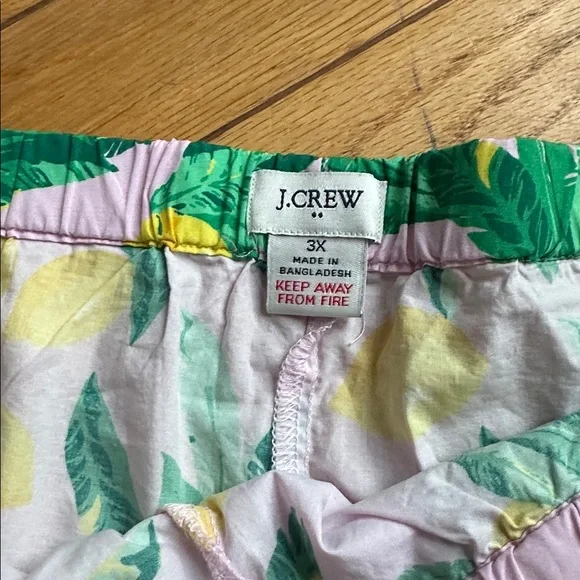 J.CREW
3X
MADE IN
BANGLADESH
KEEP AWAY
FROM FIRE